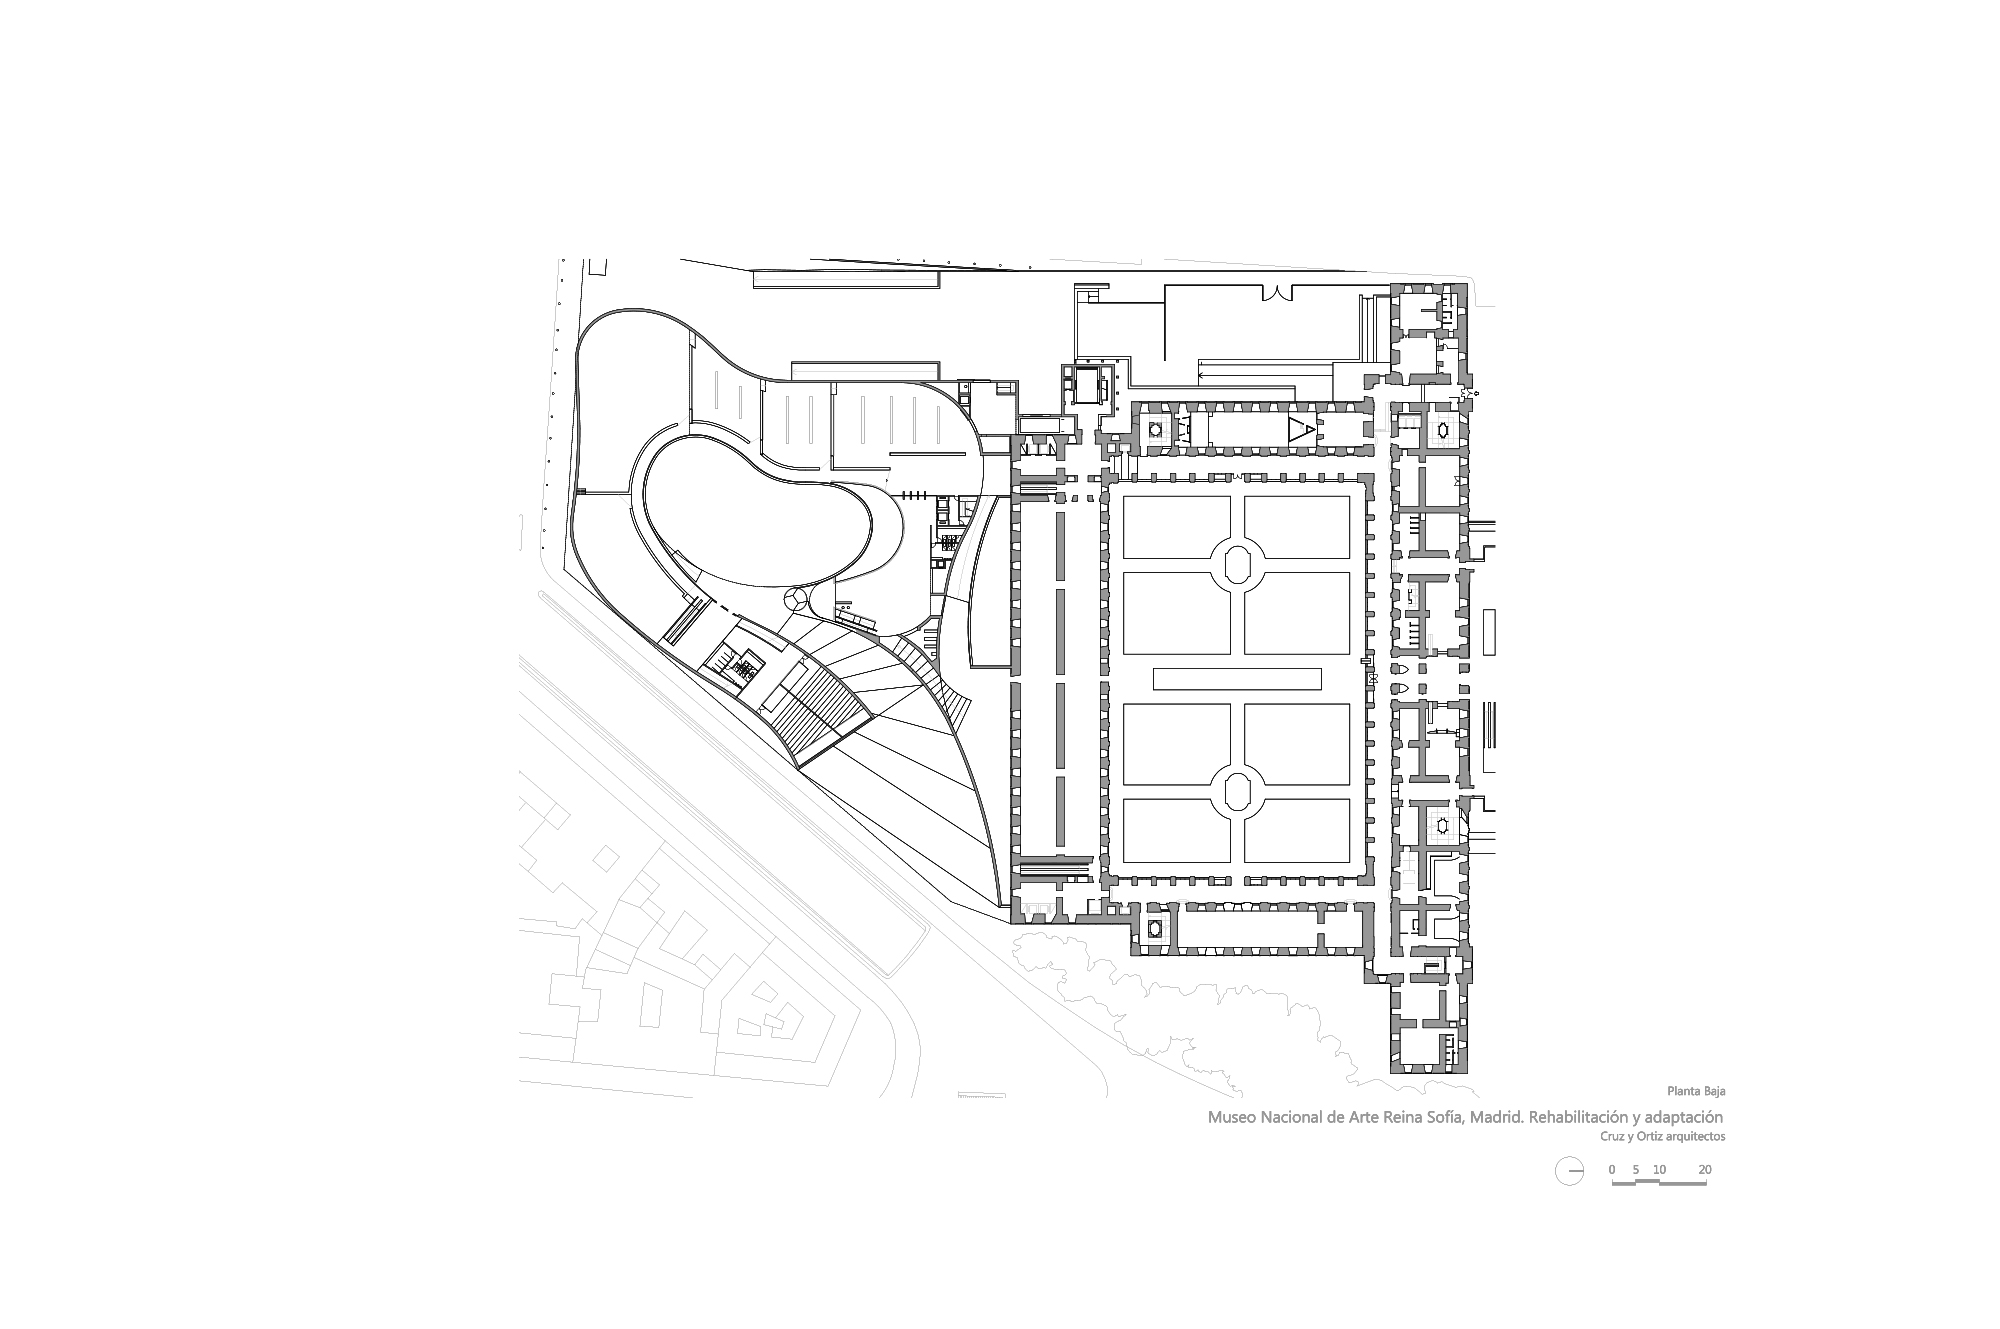 Planta Baja
Museo Nacional de Arte Reina Sofía, Madrid. Rehabilitación y adaptación
Cruz y Ortiz arquitectos
0 5 10 20